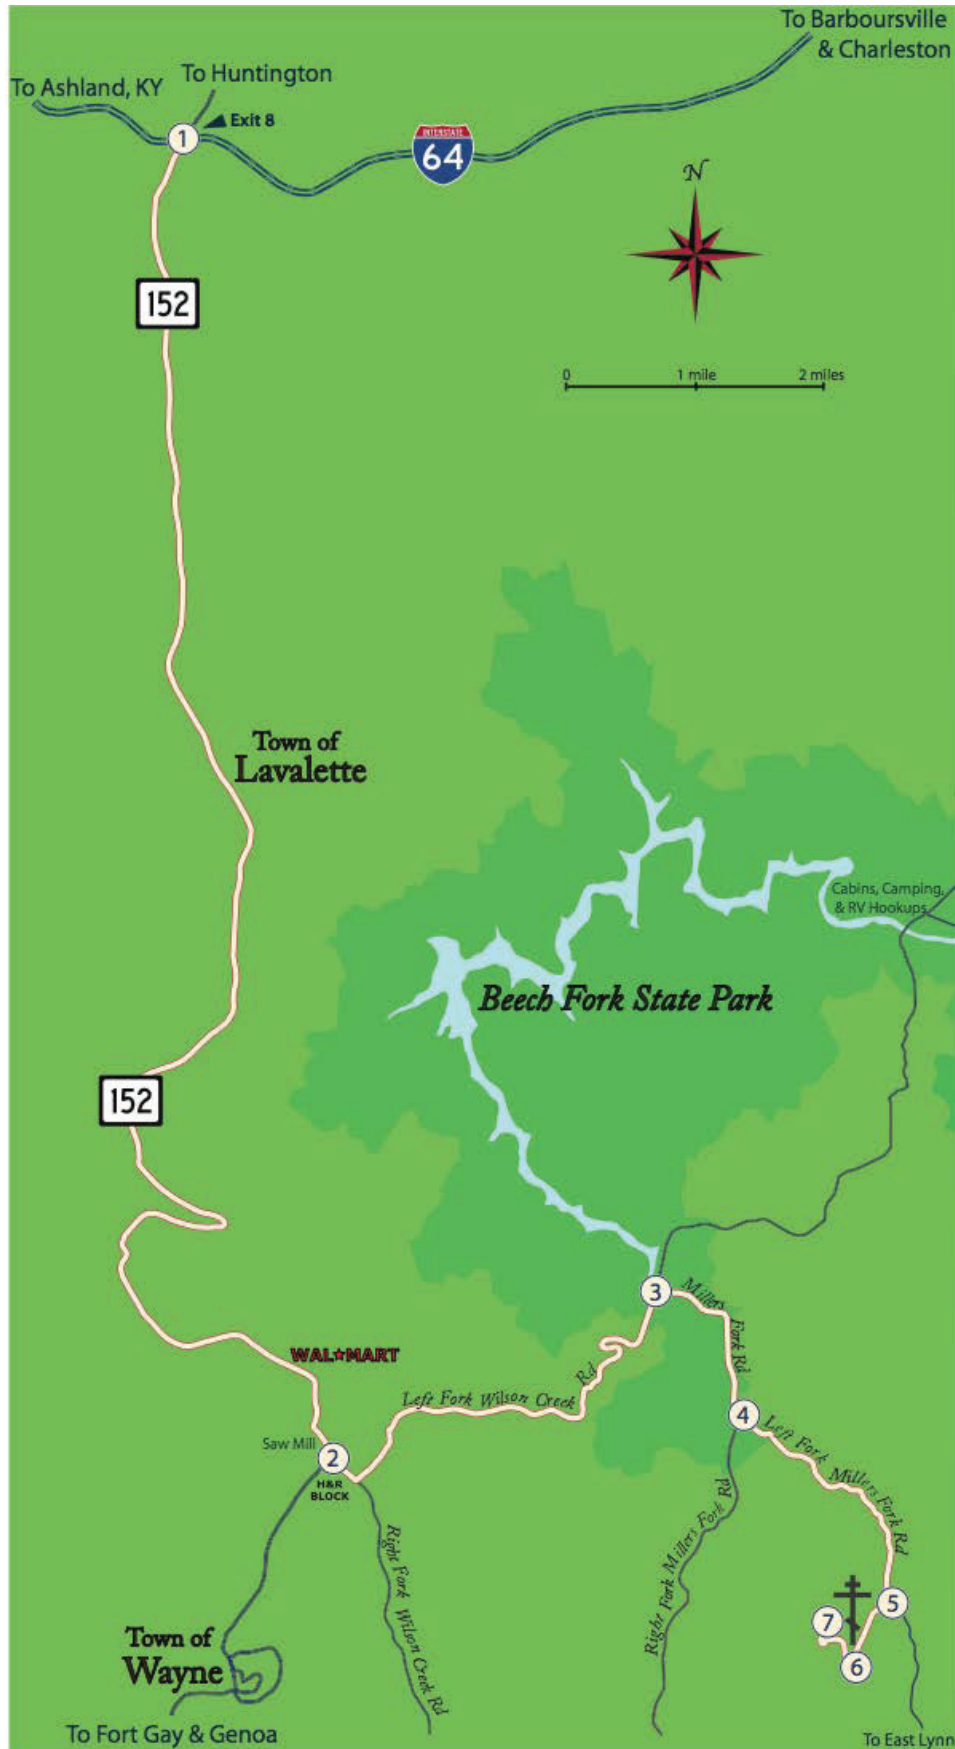 To Barboursville
& Charleston
To Huntington
To Ashland, KY
Exit 8
1
INTERSTATE
64
N
152
0
1 mile
2 miles
Town of
Lavalette
Cabins, Camping,
& RV Hookups
Beech Fork State Park
152
3
Millers Fork Rd
WAL★MART
Left Fork Wilson Creek Rd
4
Left Fork Millers Fork Rd
Saw Mill
2
H&R
BLOCK
Right Fork Wilson Creek Rd
Right Fork Millers Fork Rd
5
7
6
Town of
Wayne
To Fort Gay & Genoa
To East Lynn